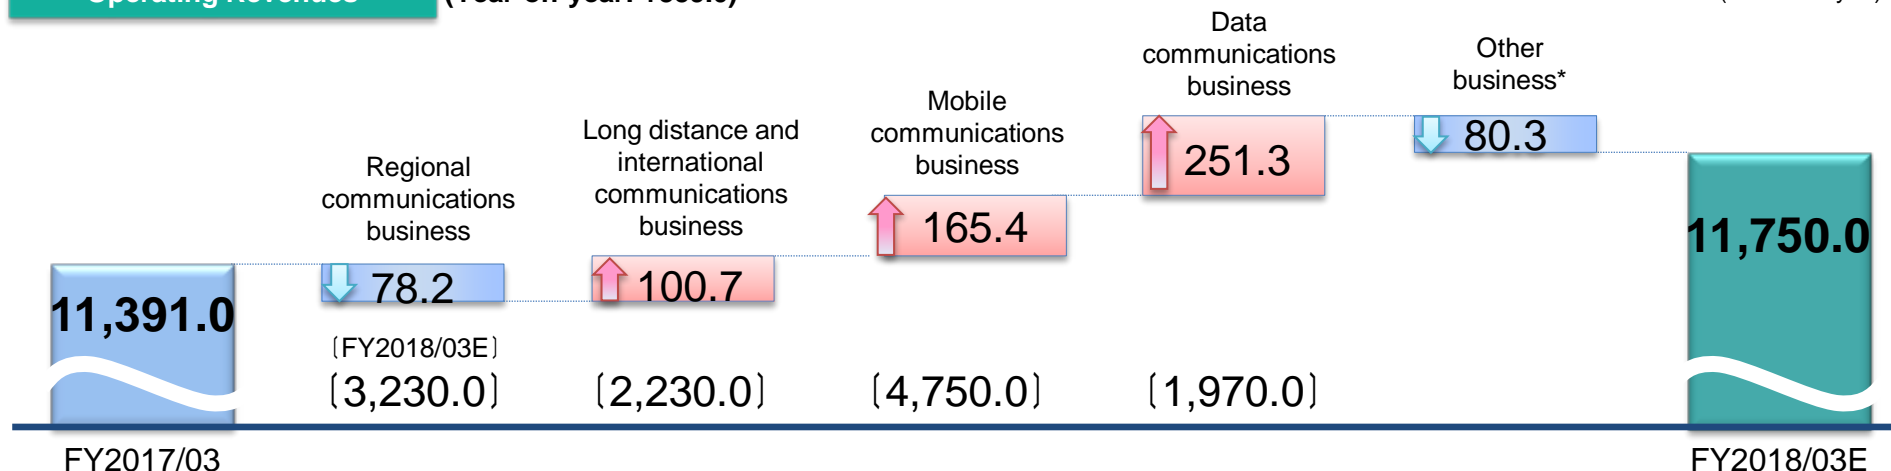 Operating Revenues
Data
communications
business
Other
business*
Mobile
communications
business
Long distance and
international
communications
business
Regional
communications
business
11,391.0
78.2
100.7
165.4
251.3
80.3
11,750.0
[FY2018/03E]
[3,230.0]
[2,230.0]
[4,750.0]
[1,970.0]
FY2017/03
FY2018/03E